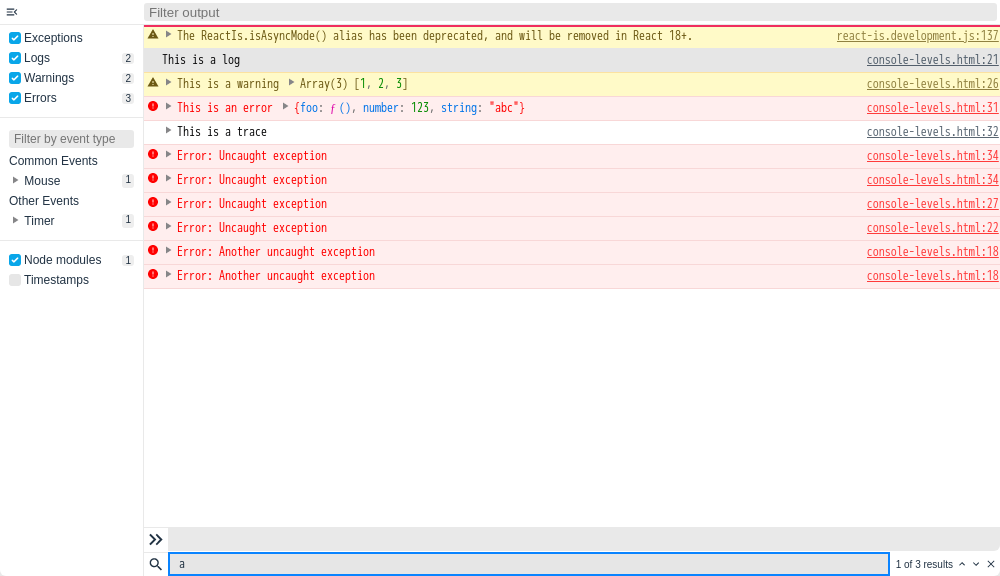 Filter output
Exceptions
Logs 2
Warnings 2
Errors 3
Filter by event type
Common Events
Mouse 1
Other Events
Timer 1
Node modules 1
Timestamps
The ReactIs.isAsyncMode() alias has been deprecated, and will be removed in React 18+. react-is.development.js:137
This is a log console-levels.html:21
This is a warning Array(3) [1, 2, 3] console-levels.html:26
This is an error {foo: ƒ (), number: 123, string: "abc"} console-levels.html:31
This is a trace console-levels.html:32
Error: Uncaught exception console-levels.html:34
Error: Uncaught exception console-levels.html:34
Error: Uncaught exception console-levels.html:27
Error: Uncaught exception console-levels.html:22
Error: Another uncaught exception console-levels.html:18
Error: Another uncaught exception console-levels.html:18
a 1 of 3 results